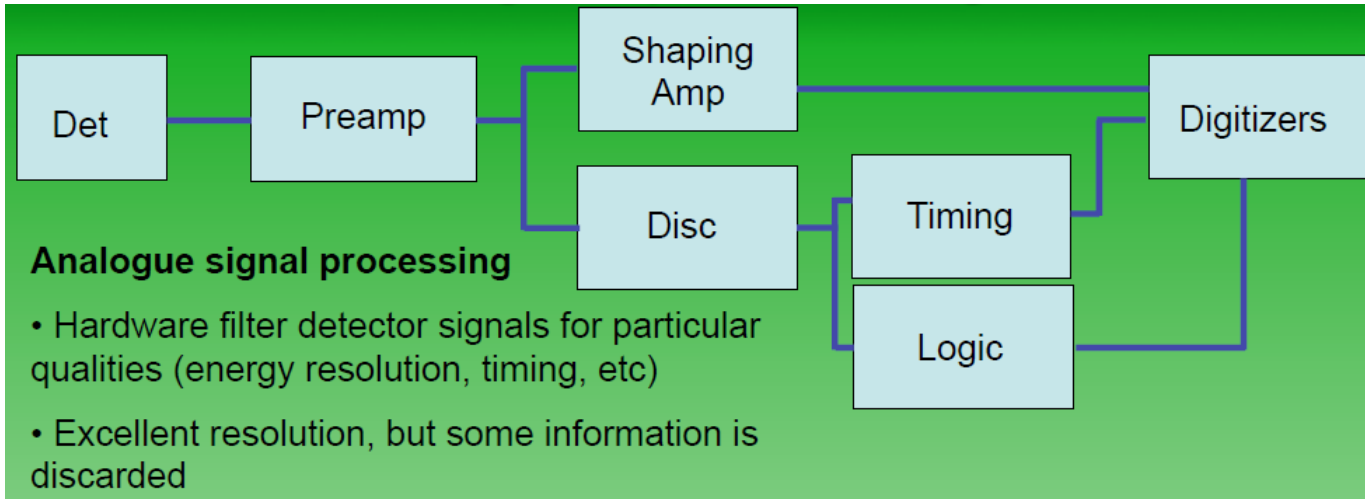 Det
Preamp
Shaping
Amp
Digitizers
Disc
Timing
Logic
Analogue signal processing
• Hardware filter detector signals for particular
qualities (energy resolution, timing, etc)
• Excellent resolution, but some information is
discarded